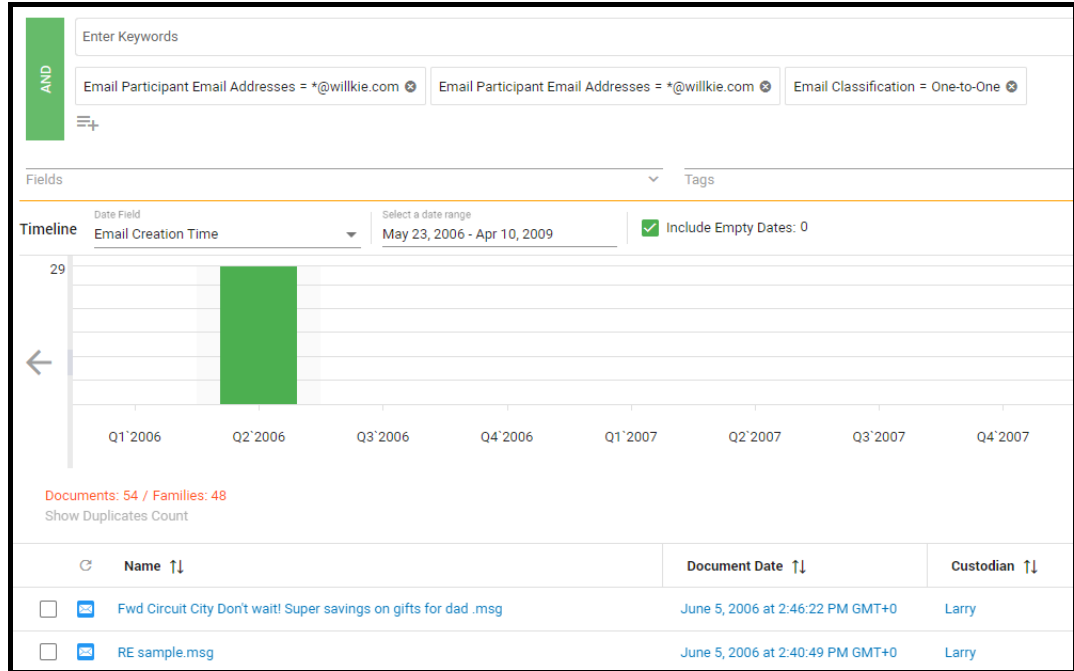 AND
Enter Keywords
Email Participant Email Addresses = *@willkie.com Email Participant Email Addresses = *@willkie.com Email Classification = One-to-One
Fields Tags
Timeline Date Field Email Creation Time Select a date range May 23, 2006 - Apr 10, 2009 Include Empty Dates: 0
29
Q1`2006 Q2`2006 Q3`2006 Q4`2006 Q1`2007 Q2`2007 Q3`2007 Q4`2007
Documents: 54 / Families: 48
Show Duplicates Count
Name Document Date Custodian
Fwd Circuit City Don't wait! Super savings on gifts for dad .msg June 5, 2006 at 2:46:22 PM GMT+0 Larry
RE sample.msg June 5, 2006 at 2:40:49 PM GMT+0 Larry